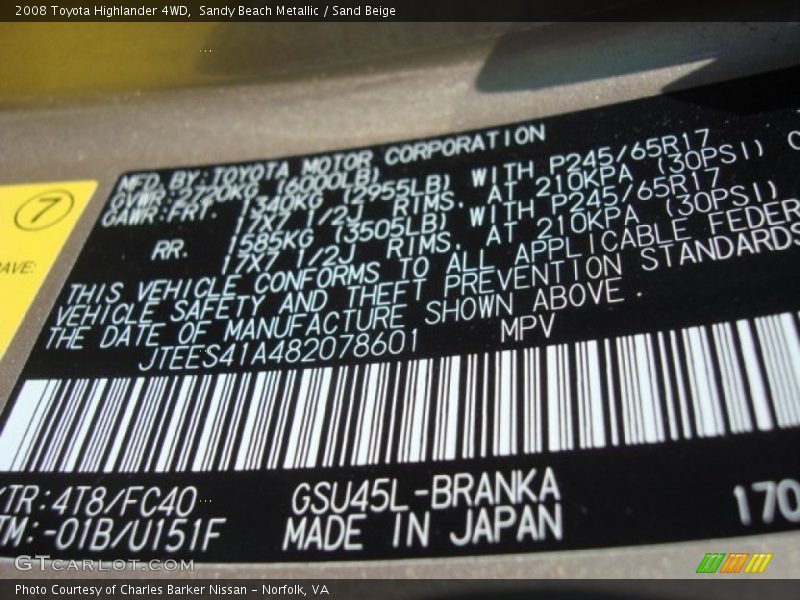 2008 Toyota Highlander 4WD,  Sandy Beach Metallic / Sand Beige
7
AVE:
MFD BY:TOYOTA MOTOR CORPORATION
GVWR:2720KG (6000LB)
GAWR:FRT. 1340KG (2955LB) WITH P245/65R17
17X7 1/2J RIMS. AT 210KPA (30PSI)
RR. 1585KG (3505LB) WITH P245/65R17
17X7 1/2J RIMS. AT 210KPA (30PSI)
THIS VEHICLE CONFORMS TO ALL APPLICABLE FEDER
VEHICLE SAFETY AND THEFT PREVENTION STANDARDS
THE DATE OF MANUFACTURE SHOWN ABOVE.
JTEES41A482078601 MPV
TR:4T8/FC40 GSU45L-BRANKA 170
TM:-01B/U151F MADE IN JAPAN
GTCARLOT.COM
Photo Courtesy of Charles Barker Nissan - Norfolk, VA